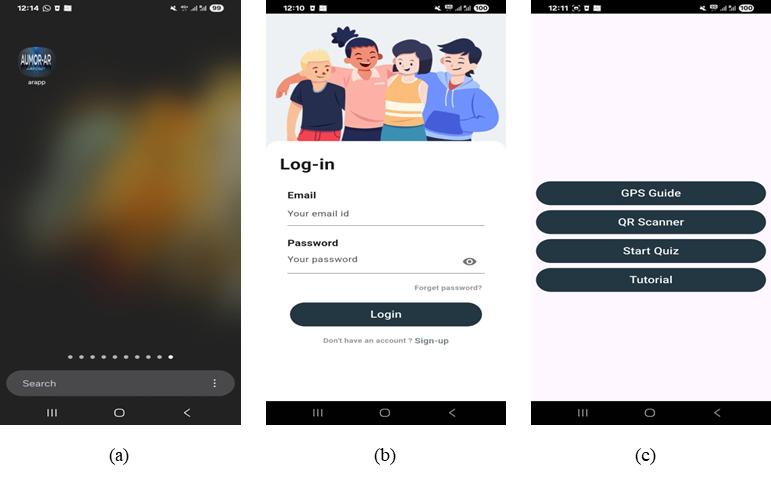 12:14
99
AUMOR-AR
arapp
Search
12:10
100
Log-in
Email
Your email id
Password
Your password
Forget password?
Login
Don't have an account ? Sign-up
12:11
100
GPS Guide
QR Scanner
Start Quiz
Tutorial
(a)
(b)
(c)